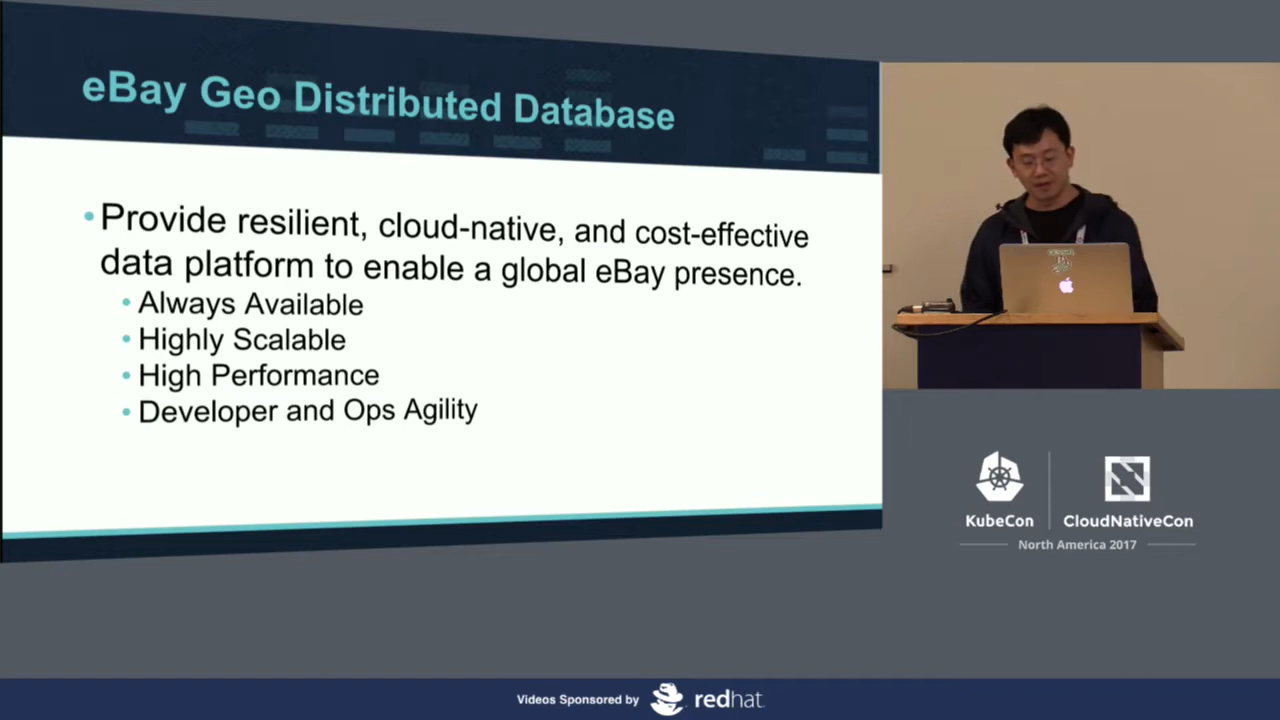 eBay Geo Distributed Database
•Provide resilient, cloud-native, and cost-effective
data platform to enable a global eBay presence.
•Always Available
•Highly Scalable
•High Performance
•Developer and Ops Agility
KubeCon
CloudNativeCon
North America 2017
Videos Sponsored by
redhat